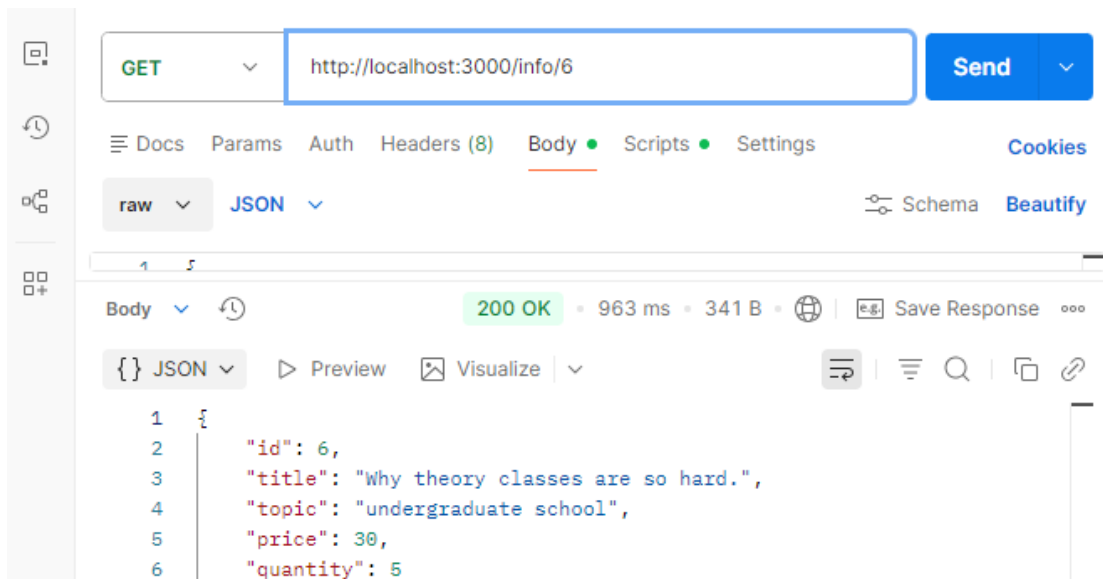 GET http://localhost:3000/info/6 Send
Docs Params Auth Headers (8) Body Scripts Settings Cookies
raw JSON Schema Beautify
1 {
Body 200 OK • 963 ms • 341 B e.g. Save Response
{} JSON Preview Visualize
1 {
2 "id": 6,
3 "title": "Why theory classes are so hard.",
4 "topic": "undergraduate school",
5 "price": 30,
6 "quantity": 5